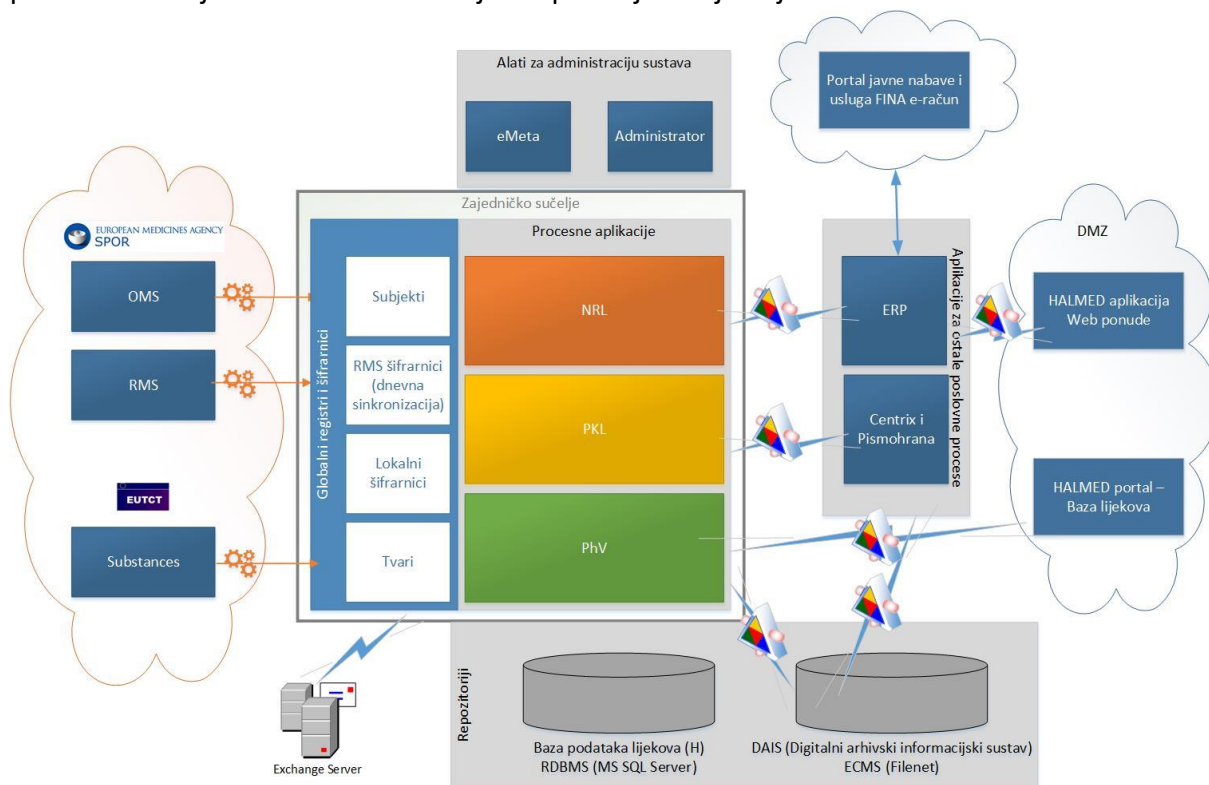 Alati za administraciju sustava
eMeta
Administrator
Portal javne nabave i
usluga FINA e-račun
Zajedničko sučelje
Procesne aplikacije
EUROPEAN MEDICINES AGENCY
SPOR
OMS
RMS
EUTCT
Substances
Globalni registri i šifrarnici
Subjekti
RMS šifrarnici
(dnevna
sinkronizacija)
Lokalni
šifrarnici
Tvari
NRL
PKL
PhV
Aplikacije za ostale poslovne procese
ERP
Centrix i
Pismohrana
DMZ
HALMED aplikacija
Web ponude
HALMED portal –
Baza lijekova
Exchange Server
Repozitoriji
Baza podataka lijekova (H)
RDBMS (MS SQL Server)
DAIS (Digitalni arhivski informacijski sustav)
ECMS (Filenet)